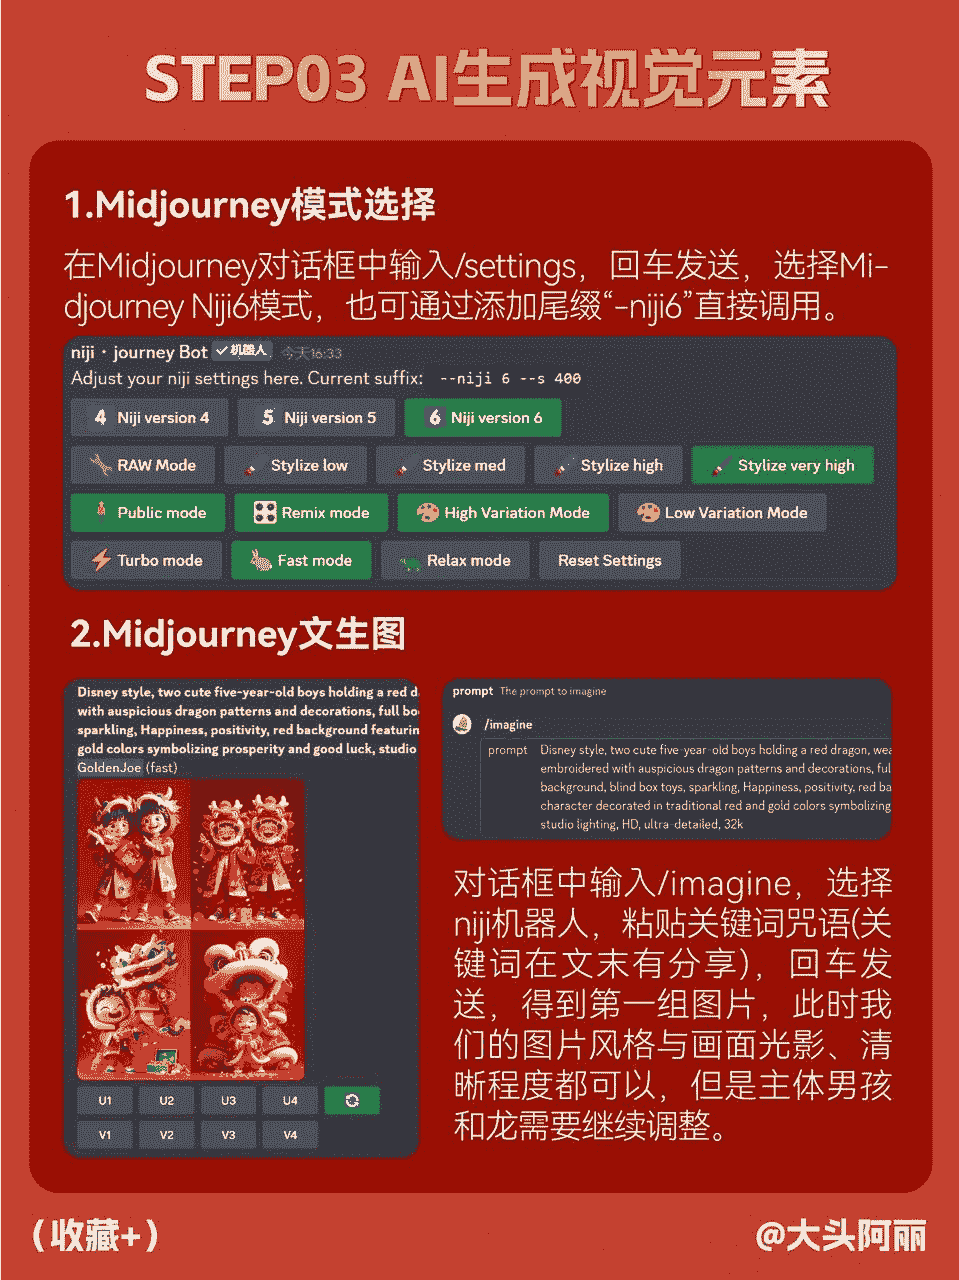 STEP03 AI生成视觉元素
1.Midjourney模式选择
在Midjourney对话框中输入/settings，回车发送，选择Mi-
djourney Niji6模式，也可通过添加尾缀“-niji6”直接调用。
niji · journey Bot ✓机器人 今天16:33
Adjust your niji settings here. Current suffix: --niji 6 --s 400
4 Niji version 4 5 Niji version 5 6 Niji version 6
RAW Mode Stylize low Stylize med Stylize high Stylize very high
Public mode Remix mode High Variation Mode Low Variation Mode
Turbo mode Fast mode Relax mode Reset Settings
2.Midjourney文生图
Disney style, two cute five-year-old boys holding a red d
with auspicious dragon patterns and decorations, full bo
sparkling, Happiness, positivity, red background featurin
gold colors symbolizing prosperity and good luck, studio
GoldenJoe (fast)
U1 U2 U3 U4
V1 V2 V3 V4
prompt The prompt to imagine
/imagine
prompt Disney style, two cute five-year-old boys holding a red dragon, wea
embroidered with auspicious dragon patterns and decorations, ful
background, blind box toys, sparkling, Happiness, positivity, red ba
character decorated in traditional red and gold colors symbolizing
studio lighting, HD, ultra-detailed, 32k
对话框中输入/imagine，选择
niji机器人，粘贴关键词咒语(关
键词在文末有分享)，回车发
送，得到第一组图片，此时我
们的图片风格与画面光影、清
晰程度都可以，但是主体男孩
和龙需要继续调整。
(收藏+)
@大头阿丽